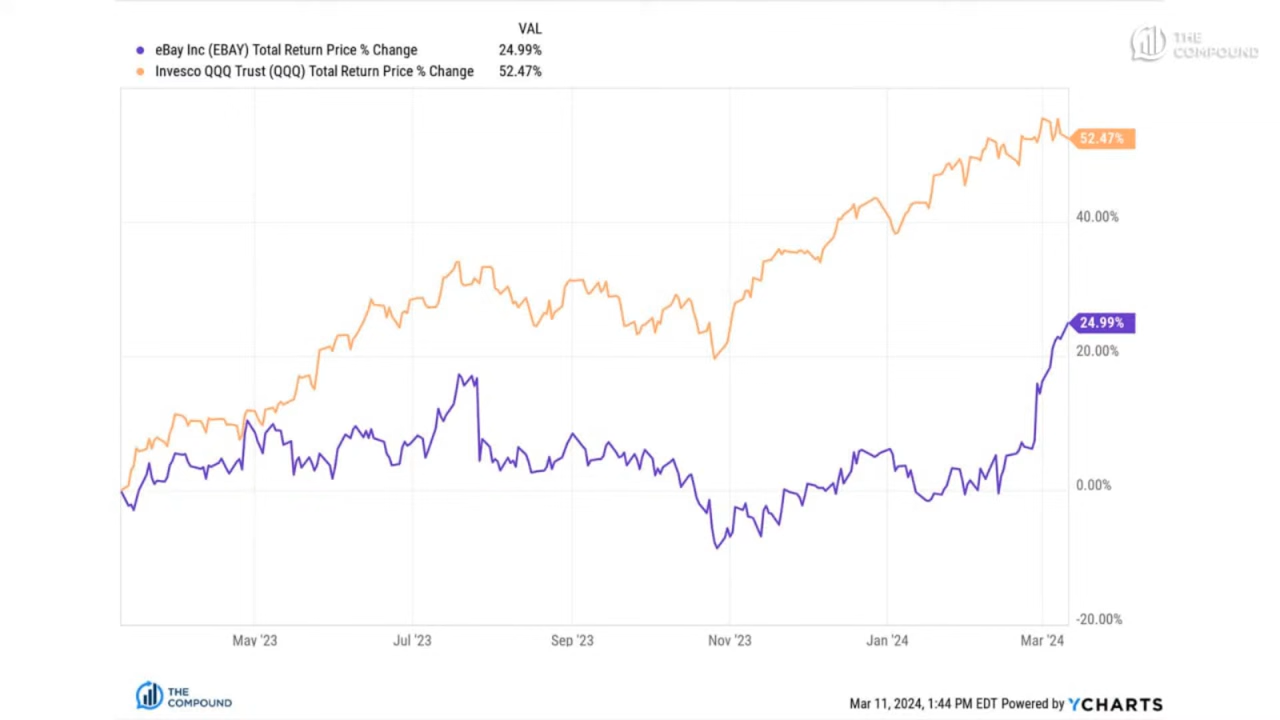 VAL
eBay Inc (EBAY) Total Return Price % Change 24.99%
Invesco QQQ Trust (QQQ) Total Return Price % Change 52.47%
THE
COMPOUND
52.47%
40.00%
24.99%
20.00%
0.00%
-20.00%
May '23 Jul '23 Sep '23 Nov '23 Jan '24 Mar '24
THE
COMPOUND
Mar 11, 2024, 1:44 PM EDT Powered by YCHARTS